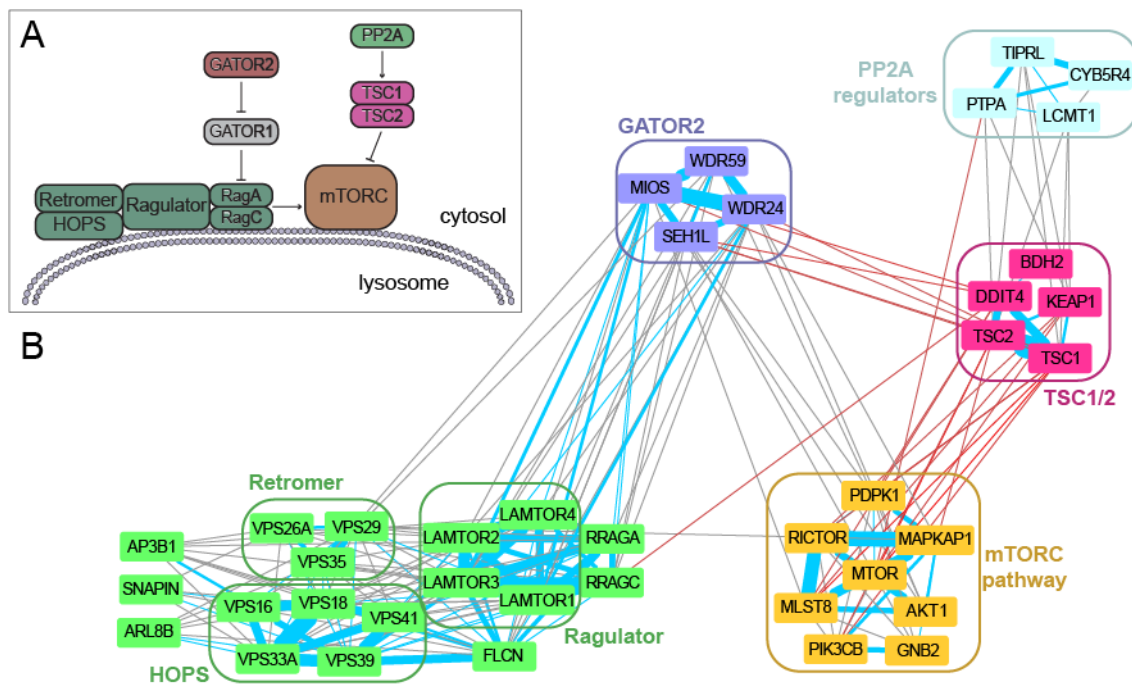 A
PP2A
GATOR2
TSC1
TSC2
GATOR1
Retromer
HOPS
Ragulator
RagA
RagC
mTORC
cytosol
lysosome
B
PP2A
regulators
TIPRL
CYB5R4
PTPA
LCMT1
GATOR2
WDR59
MIOS
WDR24
SEH1L
BDH2
DDIT4
KEAP1
TSC2
TSC1
TSC1/2
Retromer
VPS26A
VPS29
VPS35
AP3B1
SNAPIN
ARL8B
VPS16
VPS18
VPS41
VPS33A
VPS39
HOPS
LAMTOR4
LAMTOR2
LAMTOR3
LAMTOR1
RRAGA
RRAGC
Ragulator
FLCN
PDPK1
RICTOR
MAPKAP1
MTOR
MLST8
AKT1
PIK3CB
GNB2
mTORC
pathway